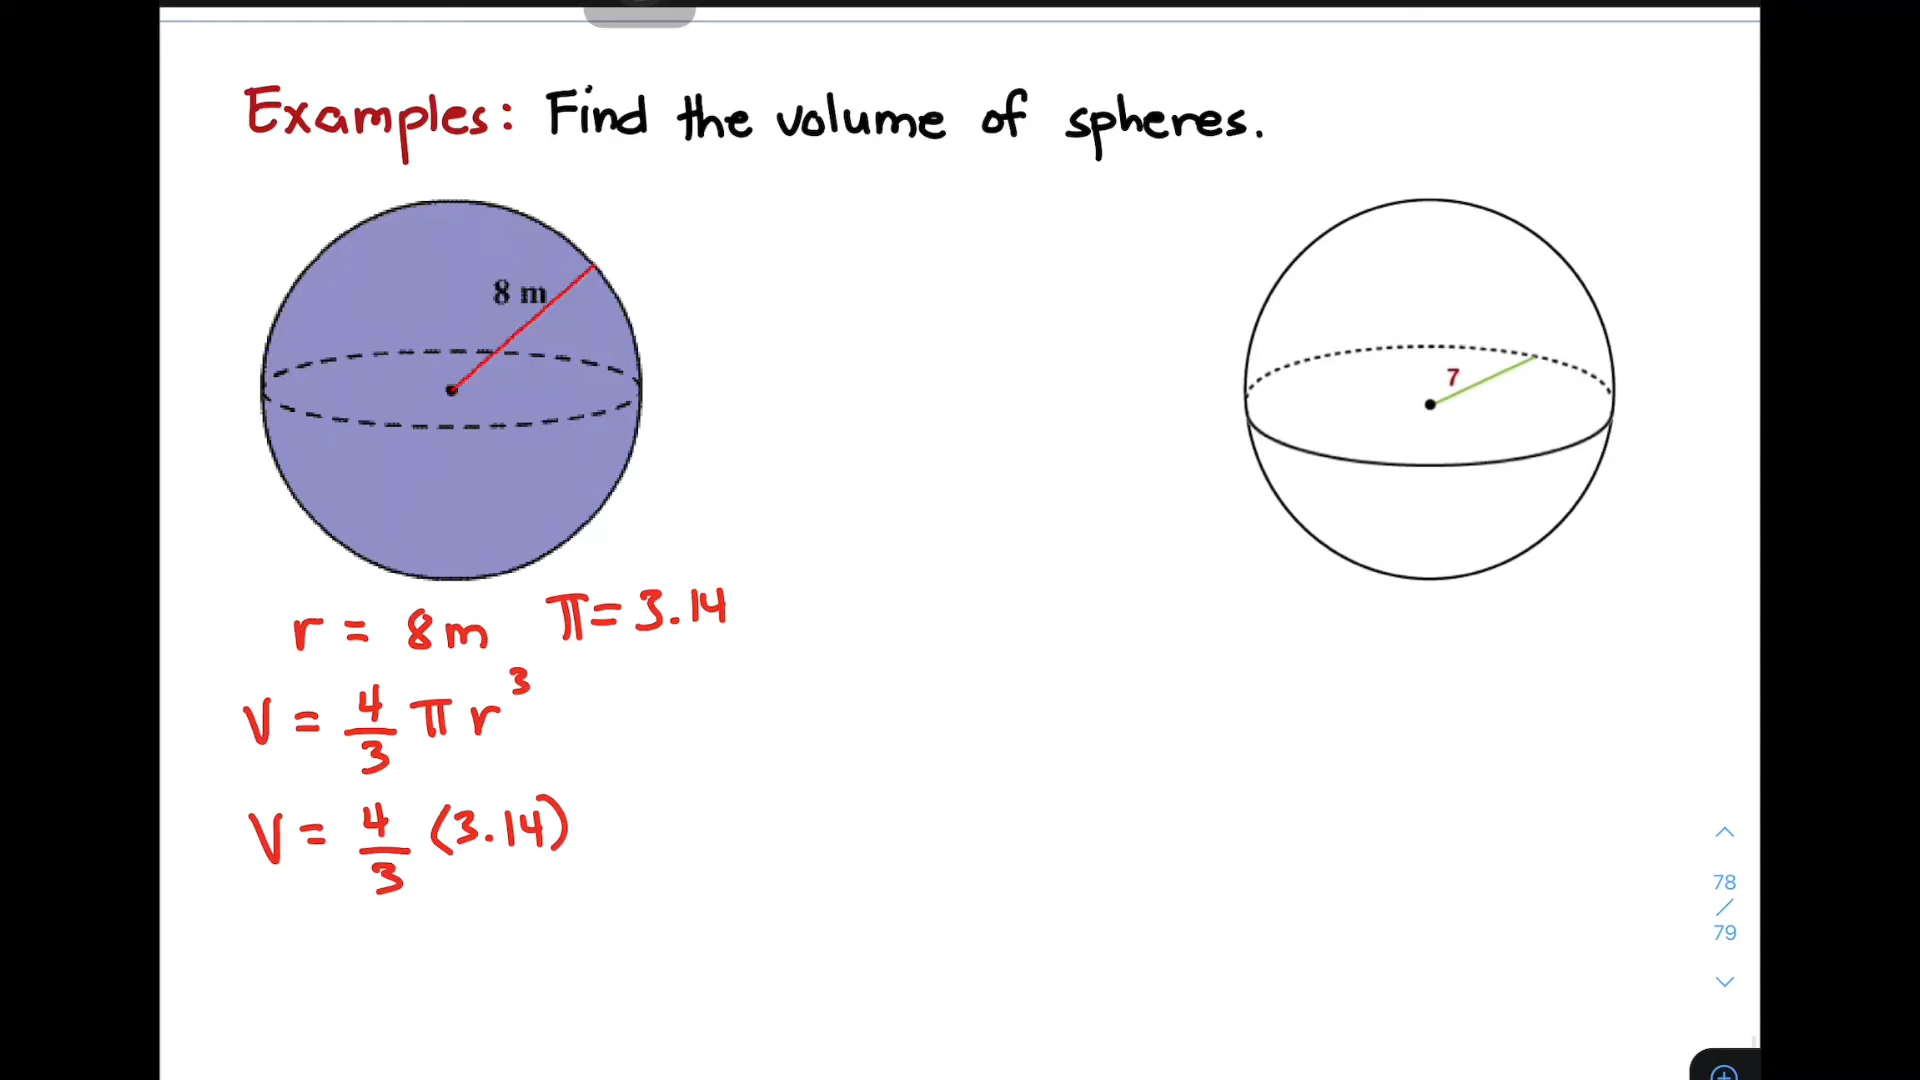 Examples: Find the volume of spheres.
8 m
7
r = 8m π = 3.14
V = 4/3 π r³
V = 4/3 (3.14)
78
/
79